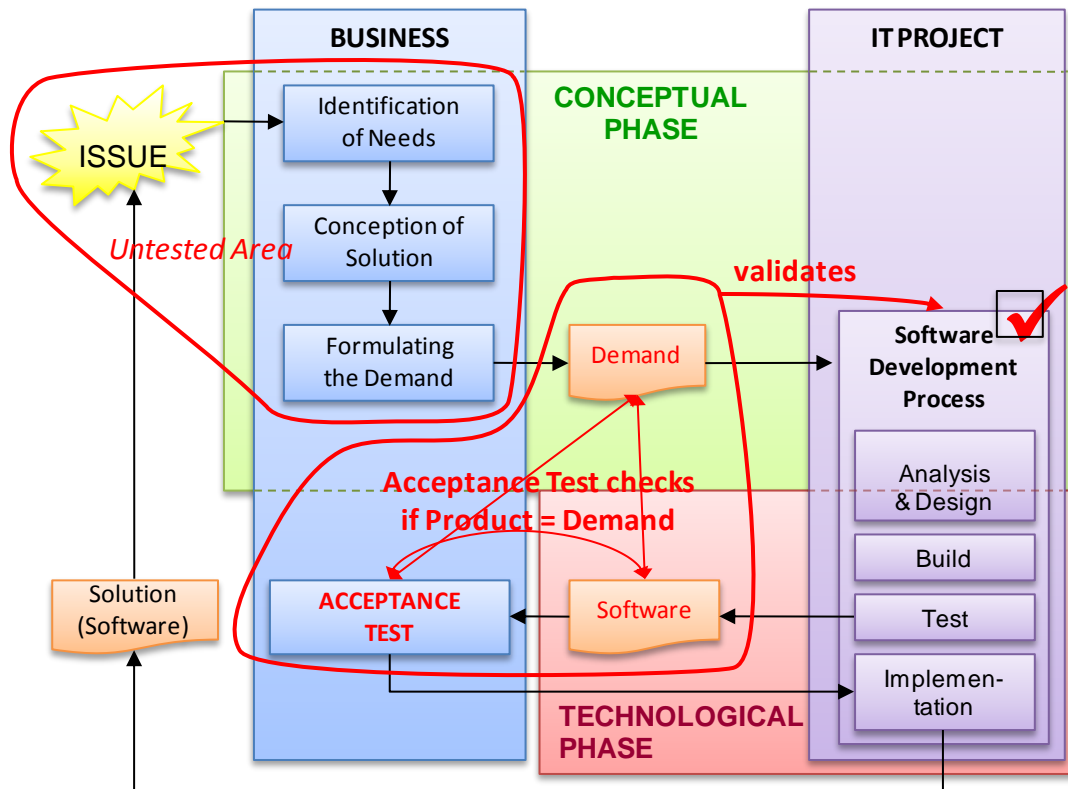 BUSINESS
IT PROJECT
CONCEPTUAL
PHASE
Identification
of Needs
ISSUE
Untested Area
Conception of
Solution
validates
Formulating
the Demand
Demand
Software
Development
Process
Analysis
& Design
Acceptance Test checks
if Product = Demand
Build
Solution
(Software)
ACCEPTANCE
TEST
Software
Test
Implemen-
tation
TECHNOLOGICAL
PHASE